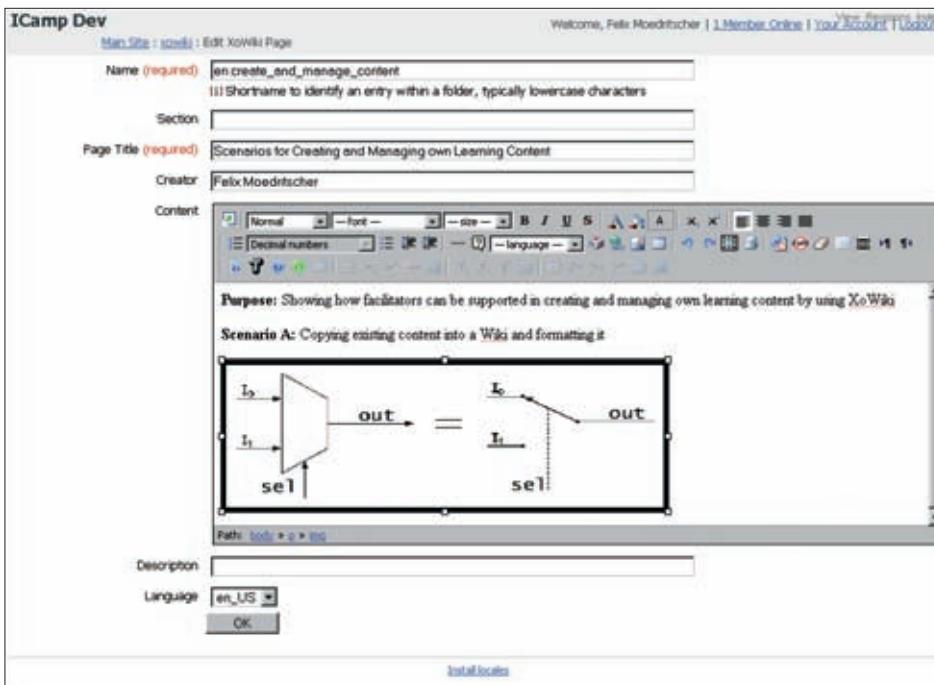 ICamp Dev
View Revisions Index
Welcome, Felix Moedritscher | 1 Member Online | Your Account | Logout
Main Site : xowiki : Edit XoWiki Page
Name (required) en:create_and_manage_content
[i] Shortname to identify an entry within a folder, typically lowercase characters
Section
Page Title (required) Scenarios for Creating and Managing own Learning Content
Creator Felix Moedritscher
Content
Normal — font — — size — B I U S A A x, x'
Decimal numbers — language —
Purpose: Showing how facilitators can be supported in creating and managing own learning content by using XoWiki
Scenario A: Copying existing content into a Wiki and formatting it
I₀ out = I₀ out
I₁ I₁
sel sel
Path: body » p » img
Description
Language en_US
OK
Install locales